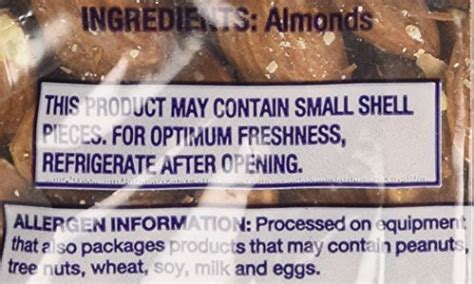 INGREDIENTS: Almonds
THIS PRODUCT MAY CONTAIN SMALL SHELL
PIECES. FOR OPTIMUM FRESHNESS,
REFRIGERATE AFTER OPENING.
ALLERGEN INFORMATION: Processed on equipment
that also packages products that may contain peanuts,
tree nuts, wheat, soy, milk and eggs.